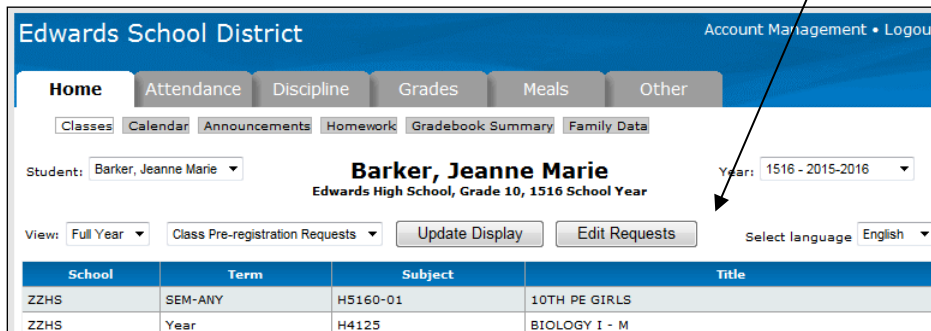 Edwards School District Account Management • Logou
Home Attendance Discipline Grades Meals Other
Classes Calendar Announcements Homework Gradebook Summary Family Data
Student: Barker, Jeanne Marie Barker, Jeanne Marie Year: 1516 - 2015-2016
Edwards High School, Grade 10, 1516 School Year
View: Full Year Class Pre-registration Requests Update Display Edit Requests Select language English
School Term Subject Title
ZZHS SEM-ANY H5160-01 10TH PE GIRLS
ZZHS Year H4125 BIOLOGY I - M